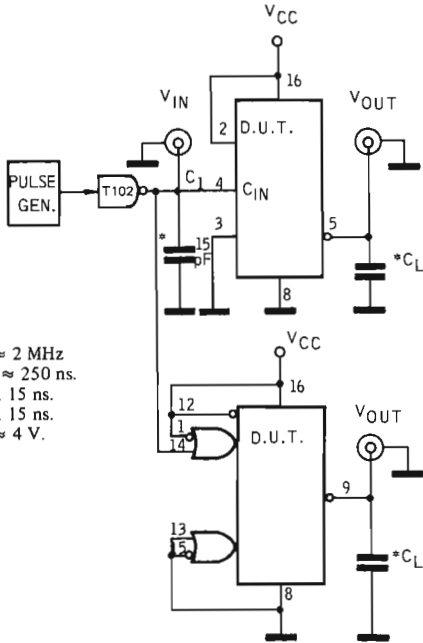 VCC
16
VIN
VOUT
2
D.U.T.
PULSE
GEN.
T102
C1
4
CIN
3
5
*
15
pF
*CL
8
≈ 2 MHz
≈ 250 ns.
15 ns.
15 ns.
≈ 4 V.
VCC
16
12
1
14
D.U.T.
VOUT
9
13
15
*CL
8